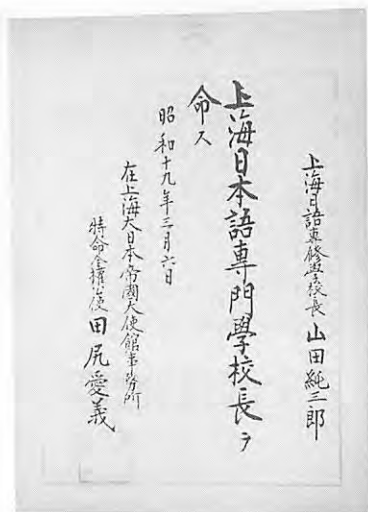 上海日語専修学校長 山田純三郎
上海日本語専門學校長ヲ
命ス
昭和十九年三月六日
在上海大日本帝國大使館事務所
特命全權公使 田尻愛義